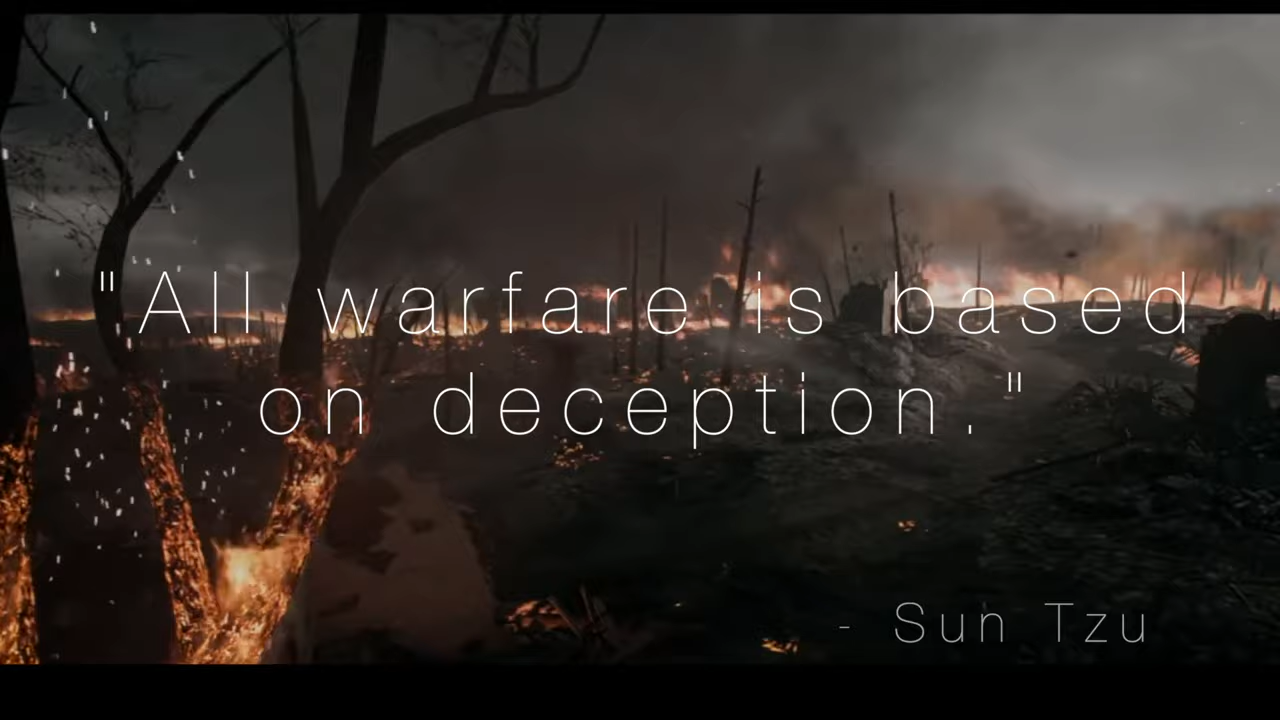 "All warfare is based
on deception."
- Sun Tzu